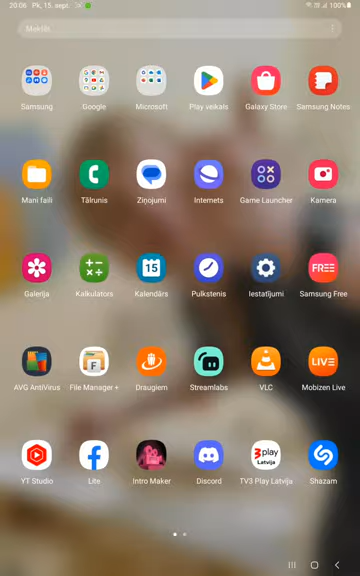 20:06 Pk, 15. sept.
100%
Meklēt
Samsung Google Microsoft Play veikals Galaxy Store Samsung Notes
Mani faili Tālrunis Ziņojumi Internets Game Launcher Kamera
15 FREE
Galerija Kalkulators Kalendārs Pulkstenis Iestatījumi Samsung Free
F LIVE
AVG AntiVirus File Manager + Draugiem Streamlabs VLC Mobizen Live
3play
Latvija
YT Studio Lite Intro Maker Discord TV3 Play Latvija Shazam